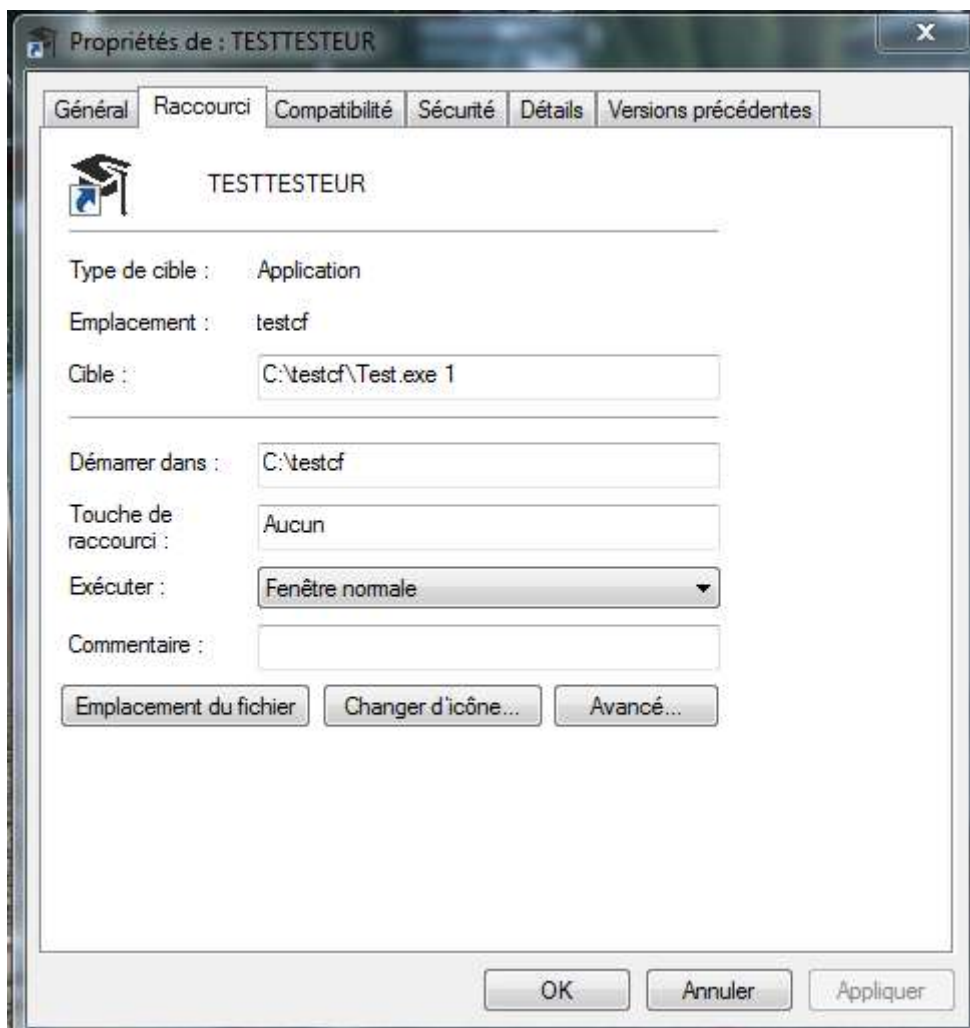 Propriétés de : TESTTESTEUR
X
Général Raccourci Compatibilité Sécurité Détails Versions précédentes
TESTTESTEUR
Type de cible : Application
Emplacement : testcf
Cible : C:\testcf\Test.exe 1
Démarrer dans : C:\testcf
Touche de
raccourci : Aucun
Exécuter : Fenêtre normale
Commentaire :
Emplacement du fichier Changer d'icône... Avancé...
OK Annuler Appliquer